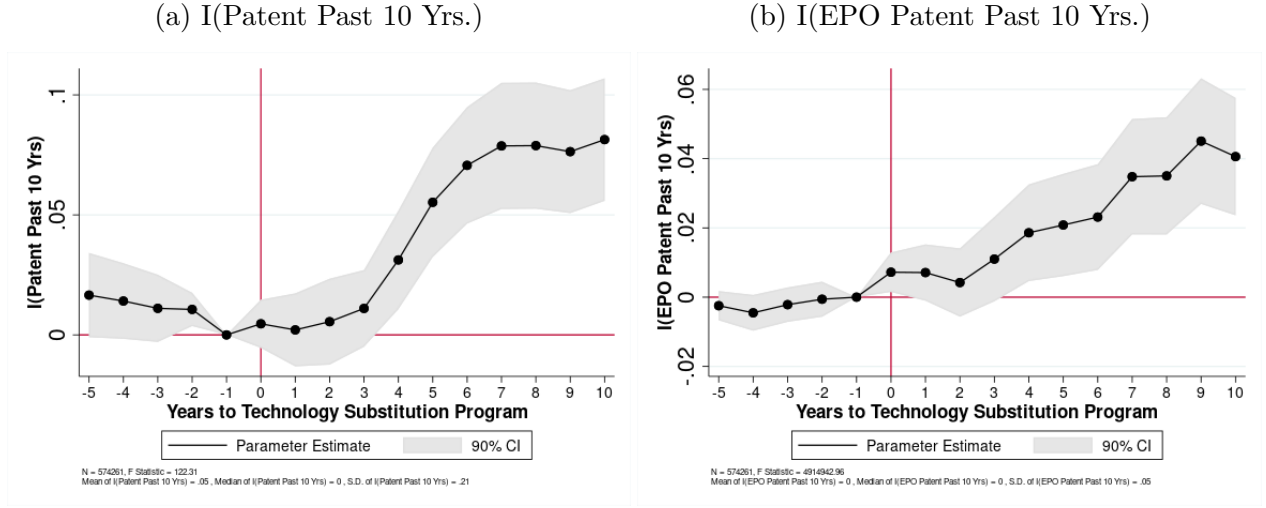 (a) I(Patent Past 10 Yrs.)
I(Patent Past 10 Yrs)
.1
.05
0
-5 -4 -3 -2 -1 0 1 2 3 4 5 6 7 8 9 10
Years to Technology Substitution Program
Parameter Estimate 90% CI
N = 574261, F Statistic = 122.31
Mean of I(Patent Past 10 Yrs) = .05 , Median of I(Patent Past 10 Yrs) = 0 , S.D. of I(Patent Past 10 Yrs) = .21
(b) I(EPO Patent Past 10 Yrs.)
I(EPO Patent Past 10 Yrs)
.06
.04
.02
0
-.02
-5 -4 -3 -2 -1 0 1 2 3 4 5 6 7 8 9 10
Years to Technology Substitution Program
Parameter Estimate 90% CI
N = 574261, F Statistic = 4914942.96
Mean of I(EPO Patent Past 10 Yrs) = 0 , Median of I(EPO Patent Past 10 Yrs) = 0 , S.D. of I(EPO Patent Past 10 Yrs) = .05